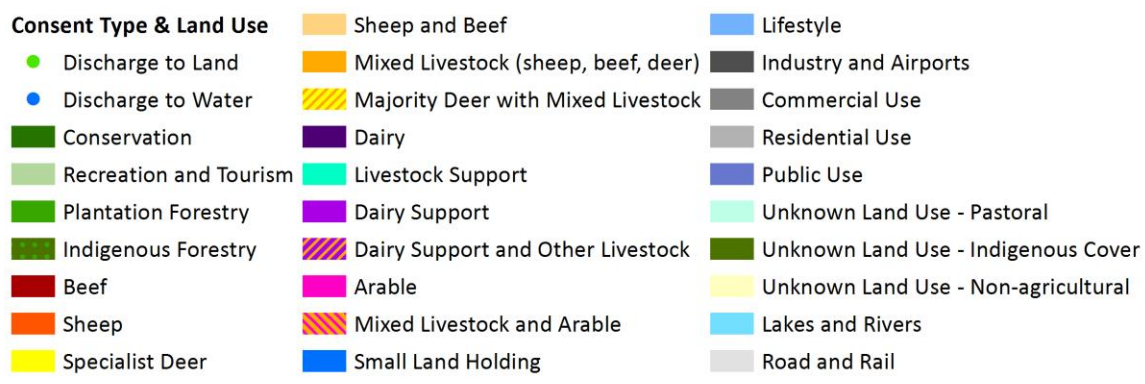 Consent Type & Land Use
Discharge to Land
Discharge to Water
Conservation
Recreation and Tourism
Plantation Forestry
Indigenous Forestry
Beef
Sheep
Specialist Deer
Sheep and Beef
Mixed Livestock (sheep, beef, deer)
Majority Deer with Mixed Livestock
Dairy
Livestock Support
Dairy Support
Dairy Support and Other Livestock
Arable
Mixed Livestock and Arable
Small Land Holding
Lifestyle
Industry and Airports
Commercial Use
Residential Use
Public Use
Unknown Land Use - Pastoral
Unknown Land Use - Indigenous Cover
Unknown Land Use - Non-agricultural
Lakes and Rivers
Road and Rail